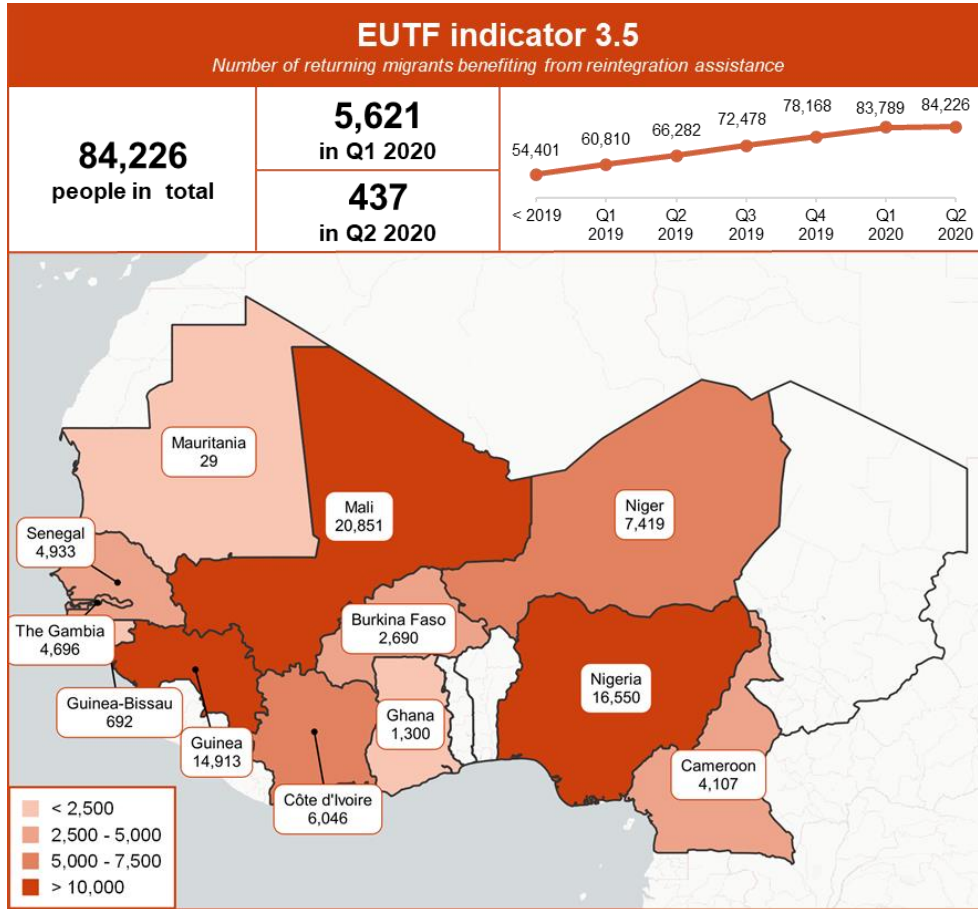 EUTF indicator 3.5
Number of returning migrants benefiting from reintegration assistance
84,226
people in total
5,621
in Q1 2020
437
in Q2 2020
54,401
60,810
66,282
72,478
78,168
83,789
84,226
< 2019
Q1
2019
Q2
2019
Q3
2019
Q4
2019
Q1
2020
Q2
2020
Mauritania
29
Mali
20,851
Niger
7,419
Senegal
4,933
The Gambia
4,696
Burkina Faso
2,690
Guinea-Bissau
692
Guinea
14,913
Côte d'Ivoire
6,046
Ghana
1,300
Nigeria
16,550
Cameroon
4,107
< 2,500
2,500 - 5,000
5,000 - 7,500
> 10,000